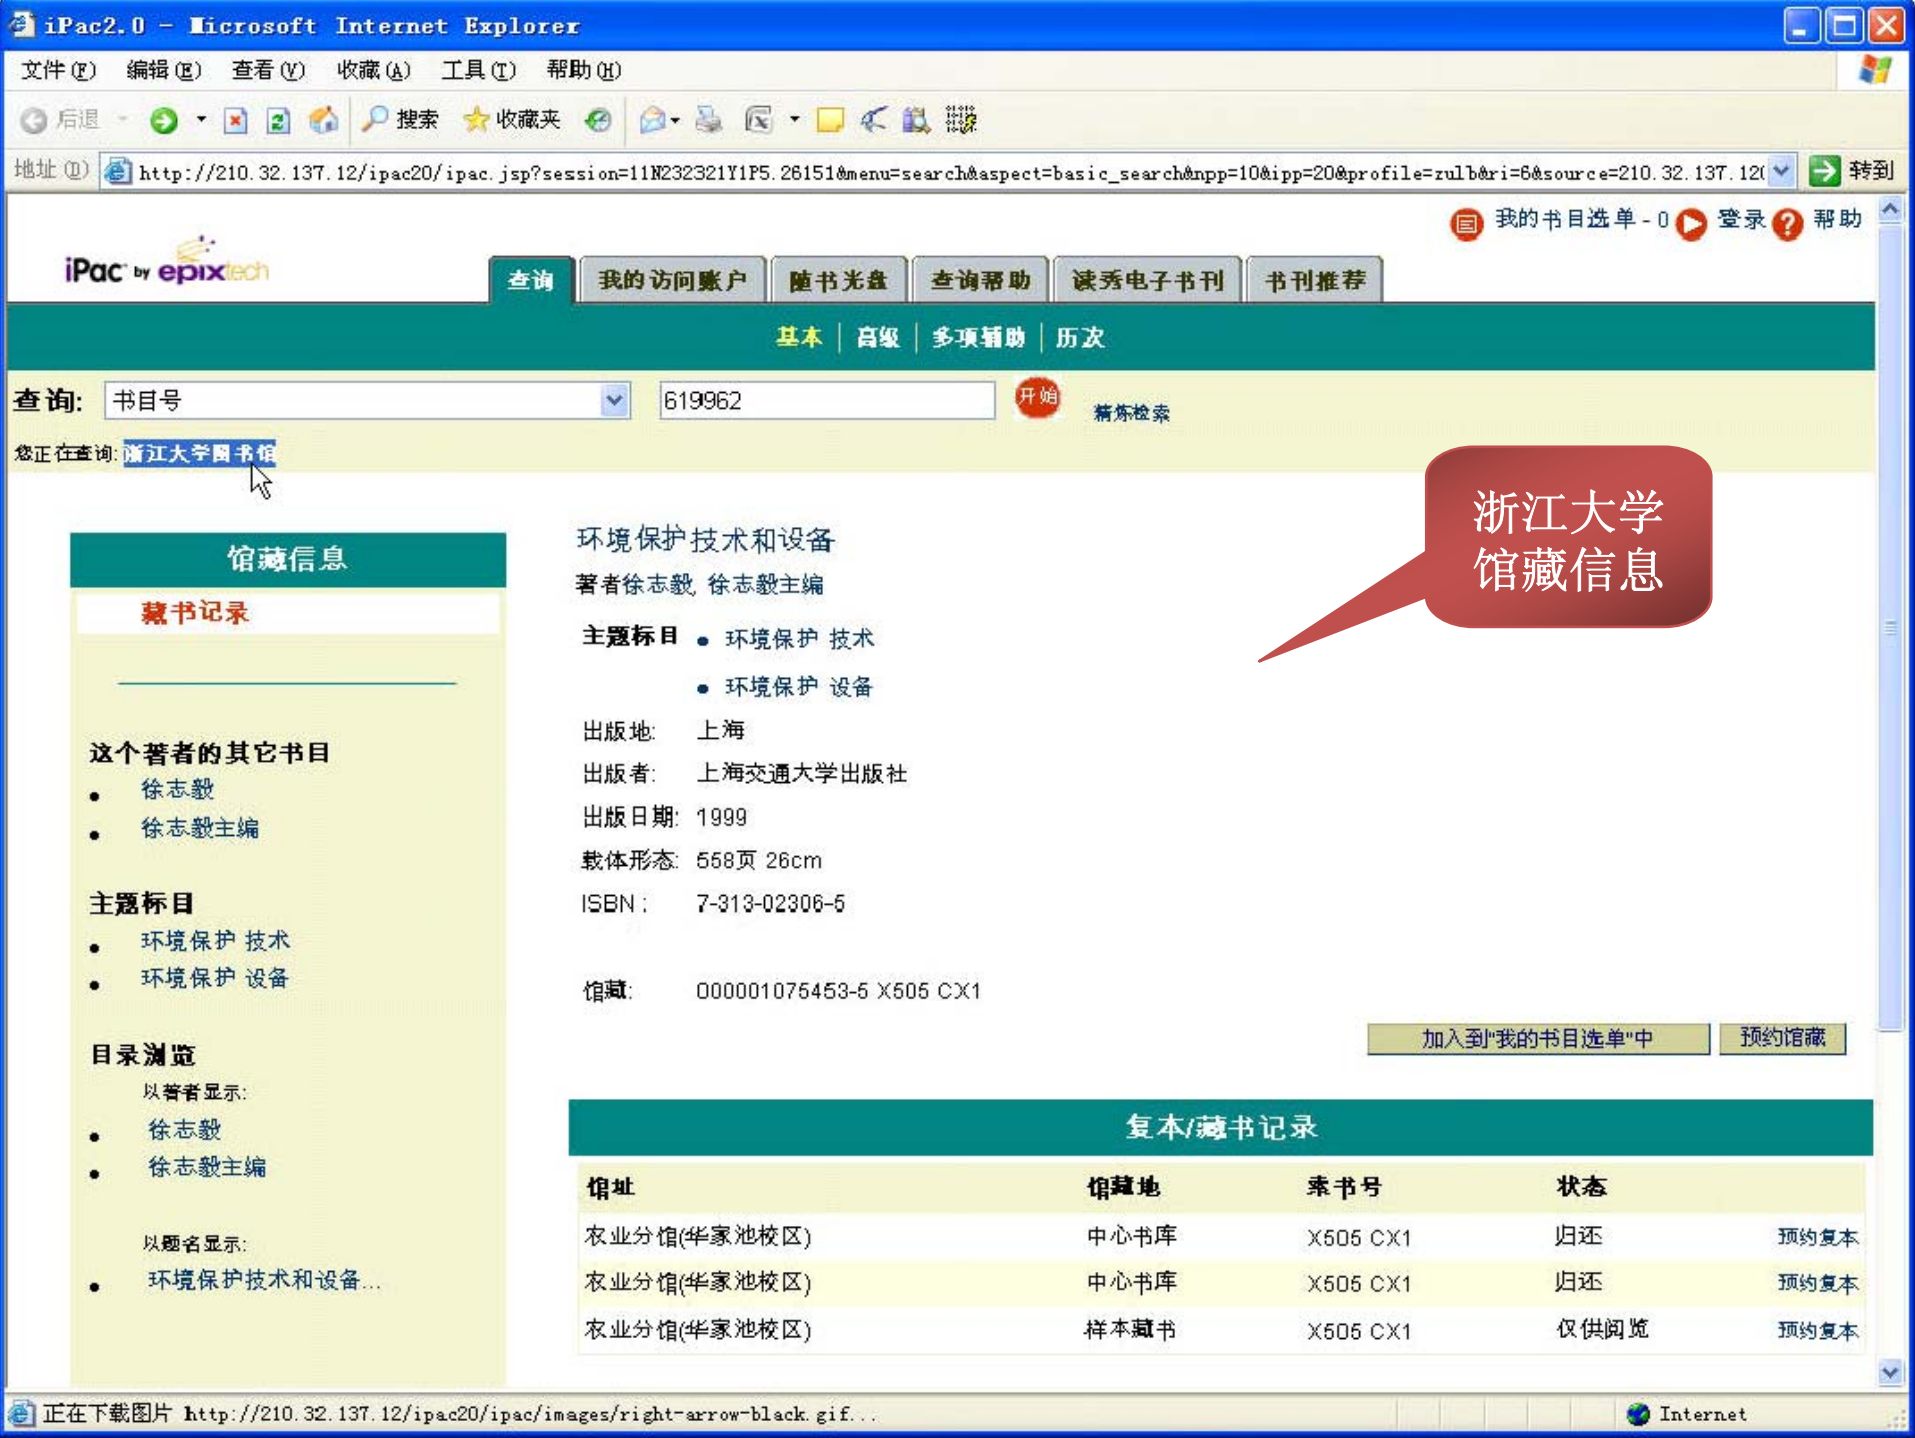 iPac2.0 - Microsoft Internet Explorer
文件(F) 编辑(E) 查看(V) 收藏(A) 工具(T) 帮助(H)
后退 搜索 收藏夹
地址(D) http://210.32.137.12/ipac20/ipac.jsp?session=11N232321Y1P5.26151&menu=search&aspect=basic_search&npp=10&ipp=20&profile=zulb&ri=6&source=210.32.137.12( 转到
我的书目选单 - 0 登录 帮助
iPac by epixtech
查询 我的访问账户 随书光盘 查询帮助 读秀电子书刊 书刊推荐
基本 | 高级 | 多项辅助 | 历次
查询: 书目号 619962 开始 精炼检索
您正在查询: 浙江大学图书馆
浙江大学
馆藏信息
馆藏信息
藏书记录
这个著者的其它书目
徐志毅
徐志毅主编
主题标目
环境保护 技术
环境保护 设备
目录浏览
以著者显示:
徐志毅
徐志毅主编
以题名显示:
环境保护技术和设备...
环境保护技术和设备
著者徐志毅, 徐志毅主编
主题标目 • 环境保护 技术
• 环境保护 设备
出版地: 上海
出版者: 上海交通大学出版社
出版日期: 1999
载体形态: 558页 26cm
ISBN : 7-313-02306-5
馆藏: 000001075453-5 X505 CX1
加入到"我的书目选单"中 预约馆藏
复本/藏书记录
馆址 馆藏地 索书号 状态
农业分馆(华家池校区) 中心书库 X505 CX1 归还 预约复本
农业分馆(华家池校区) 中心书库 X505 CX1 归还 预约复本
农业分馆(华家池校区) 样本藏书 X505 CX1 仅供阅览 预约复本
正在下载图片 http://210.32.137.12/ipac20/ipac/images/right-arrow-black.gif... Internet